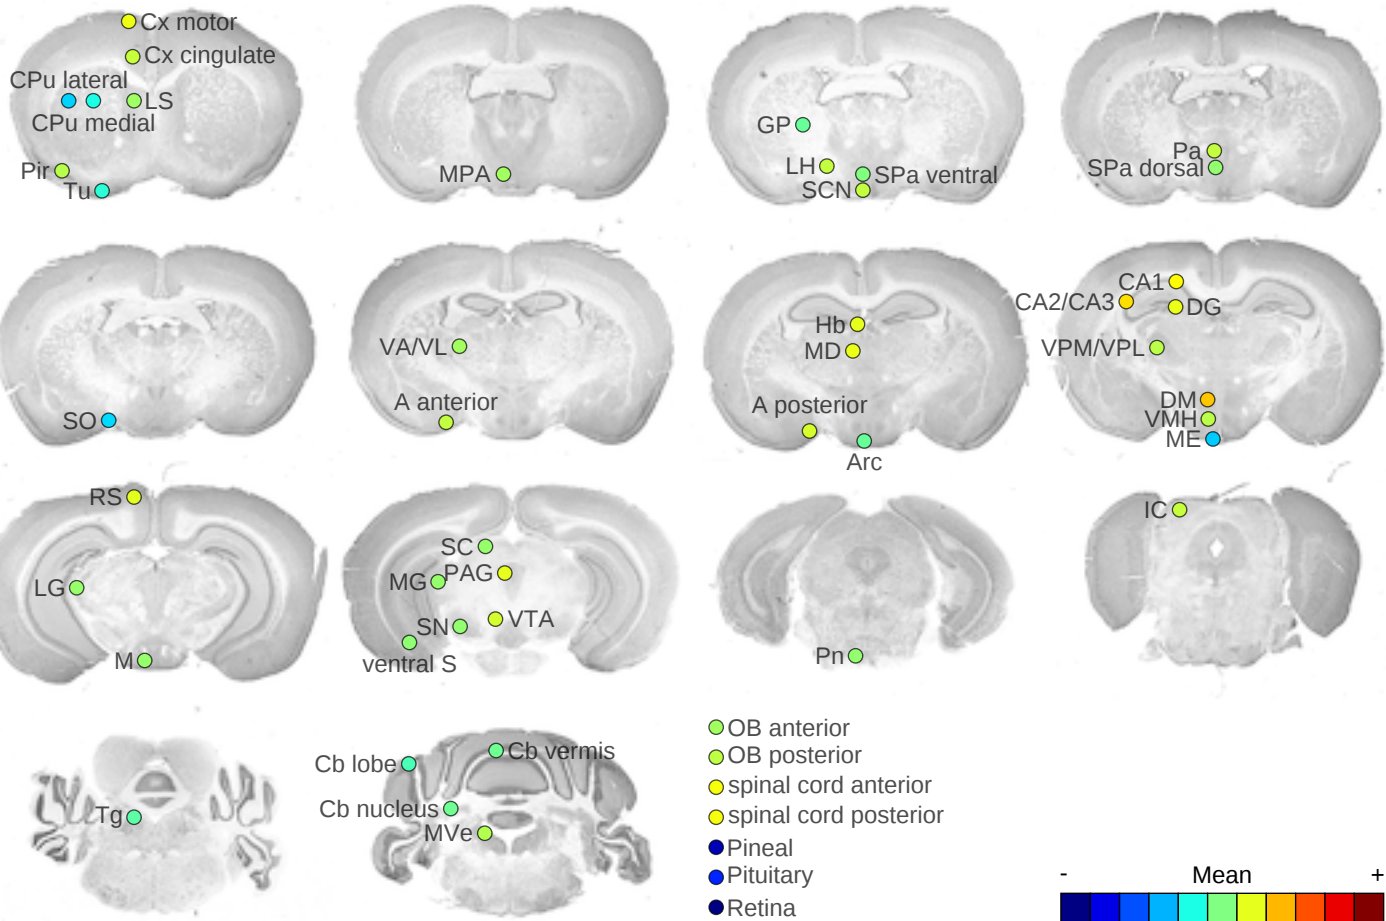 Cx motor
Cx cingulate
CPu lateral
LS
CPu medial
Pir
Tu
MPA
GP
LH
SPa ventral
SCN
Pa
SPa dorsal
SO
VA/VL
A anterior
Hb
MD
A posterior
Arc
CA1
CA2/CA3
DG
VPM/VPL
DM
VMH
ME
RS
LG
M
SC
MG
PAG
SN
VTA
ventral S
Pn
IC
Tg
Cb lobe
Cb vermis
Cb nucleus
MVe
OB anterior
OB posterior
spinal cord anterior
spinal cord posterior
Pineal
Pituitary
Retina
- Mean +